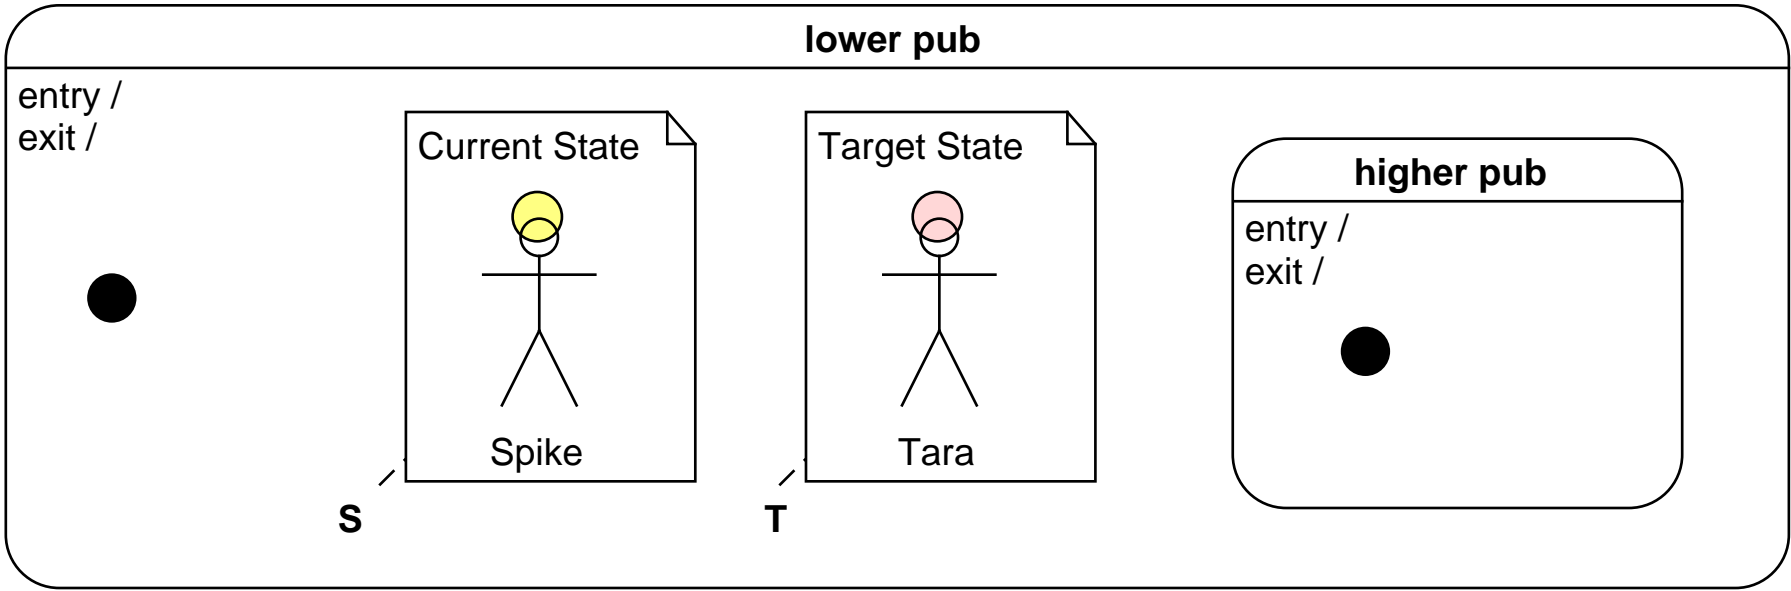 lower pub
entry /
exit /
Current State
Spike
S
Target State
Tara
T
higher pub
entry /
exit /